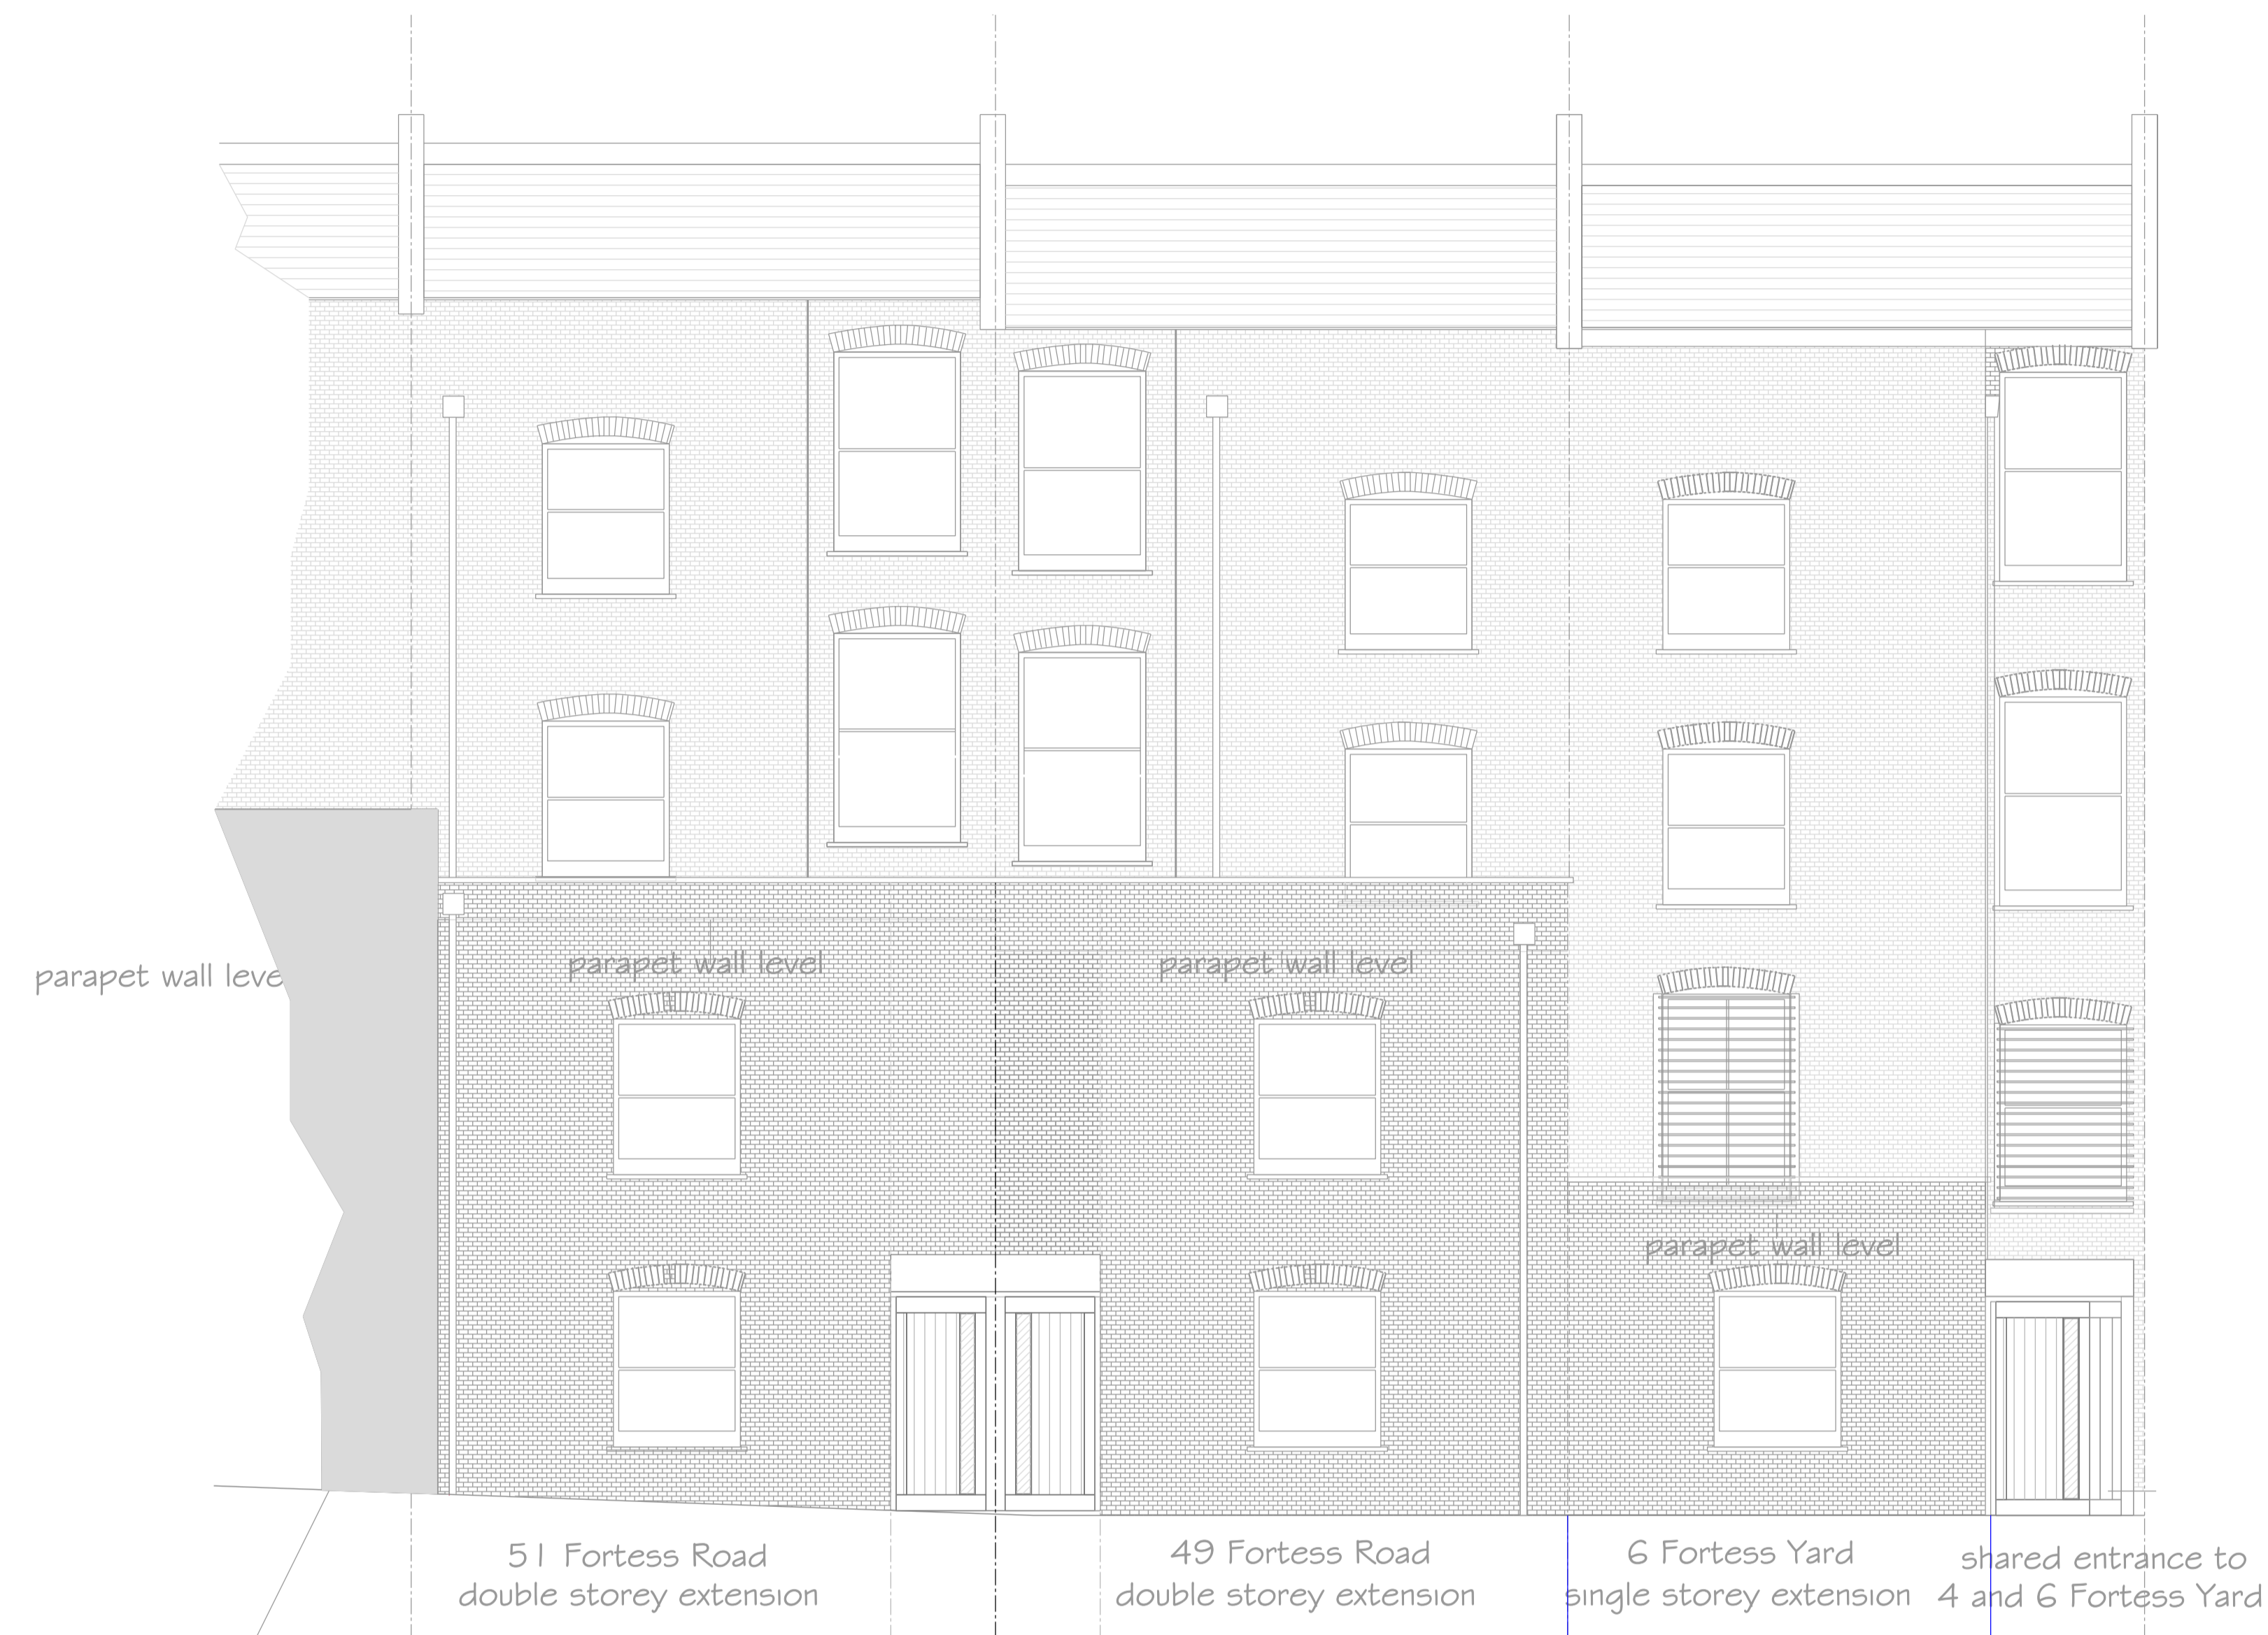 parapet wall level
parapet wall level
parapet wall leve
parapet wall level
51 Fortess Road
double storey extension
49 Fortess Road
double storey extension
6 Fortess Yard
single storey extension
shared entrance to
4 and 6 Fortess Yard